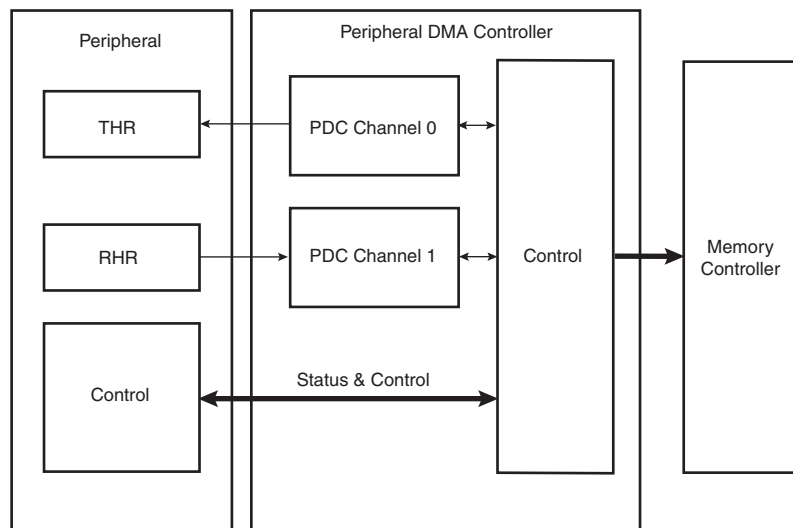 Peripheral
Peripheral DMA Controller
THR
PDC Channel 0
RHR
PDC Channel 1
Control
Memory
Controller
Status & Control
Control